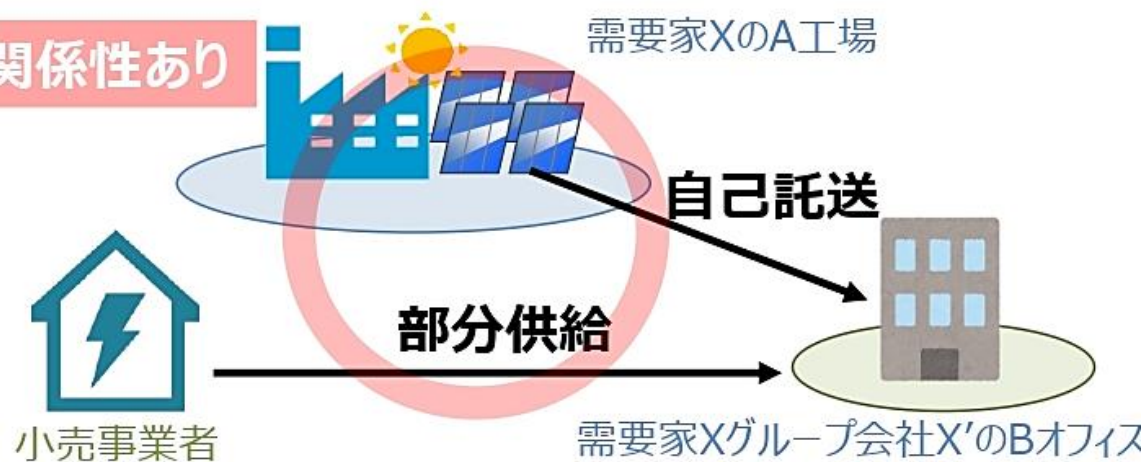 関係性あり
需要家XのA工場
自己託送
部分供給
小売事業者
需要家Xグループ会社X′のBオフィス